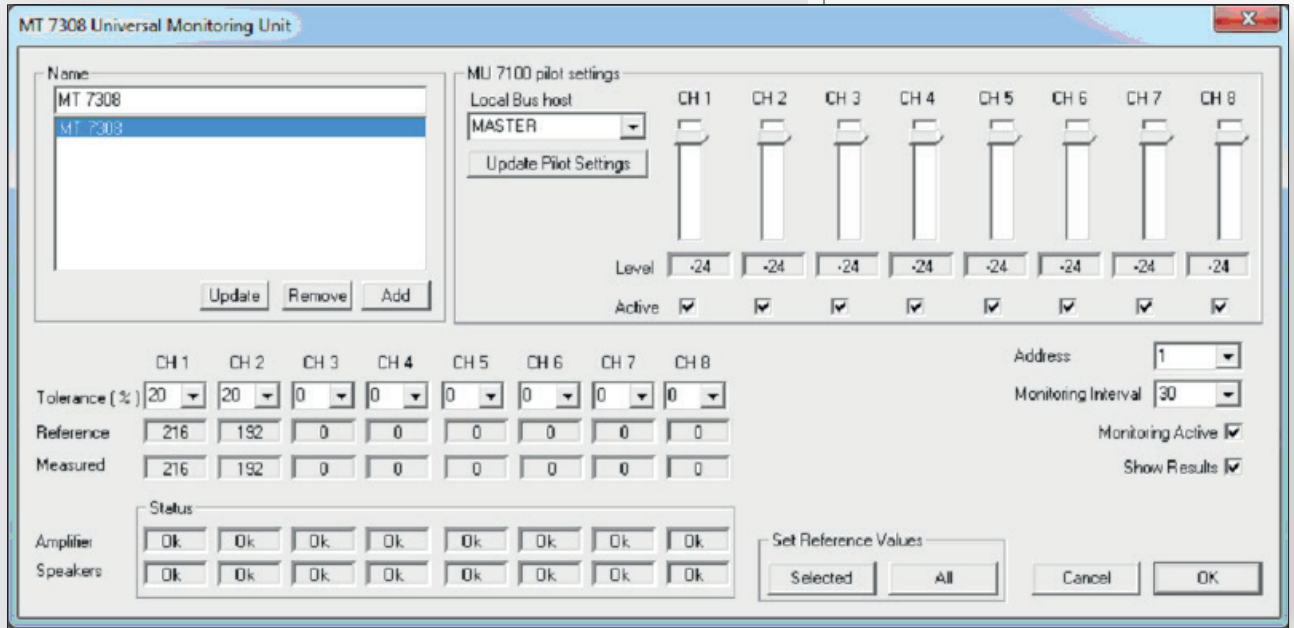 MT 7308 Universal Monitoring Unit
Name
MT 7308
MT 7308
Update Remove Add
MU 7100 pilot settings
Local Bus host
MASTER
Update Pilot Settings
CH 1 CH 2 CH 3 CH 4 CH 5 CH 6 CH 7 CH 8
Level -24 -24 -24 -24 -24 -24 -24 -24
Active
CH 1 CH 2 CH 3 CH 4 CH 5 CH 6 CH 7 CH 8
Tolerance ( % ) 20 20 0 0 0 0 0 0
Reference 216 192 0 0 0 0 0 0
Measured 216 192 0 0 0 0 0 0
Status
Amplifier Ok Ok Ok Ok Ok Ok Ok Ok
Speakers Ok Ok Ok Ok Ok Ok Ok Ok
Address 1
Monitoring Interval 30
Monitoring Active
Show Results
Set Reference Values
Selected All
Cancel OK